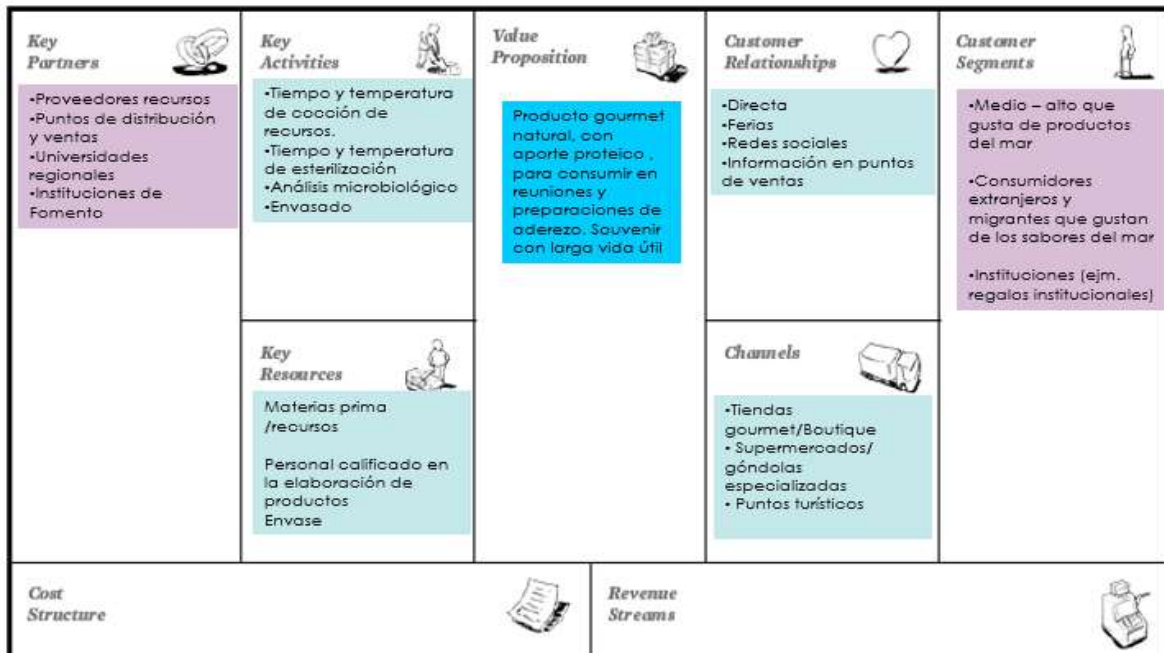 Key
Partners
•Proveedores recursos
•Puntos de distribución
y ventas
•Universidades
regionales
•Instituciones de
Fomento
Key
Activities
•Tiempo y temperatura
de cocción de
recursos.
•Tiempo y temperatura
de esterilización
•Análisis microbiológico
•Envasado
Key
Resources
Materias prima
/recursos
Personal calificado en
la elaboración de
productos
Envase
Value
Proposition
Producto gourmet
natural, con
aporte proteico ,
para consumir en
reuniones y
preparaciones de
aderezo. Souvenir
con larga vida útil
Customer
Relationships
•Directa
•Ferias
•Redes sociales
•Información en puntos
de ventas
Channels
•Tiendas
gourmet/Boutique
• Supermercados/
góndolas
especializadas
• Puntos turísticos
Customer
Segments
•Medio – alto que
gusta de productos
del mar
•Consumidores
extranjeros y
migrantes que gustan
de los sabores del mar
•Instituciones (ejm.
regalos institucionales)
Cost
Structure
Revenue
Streams